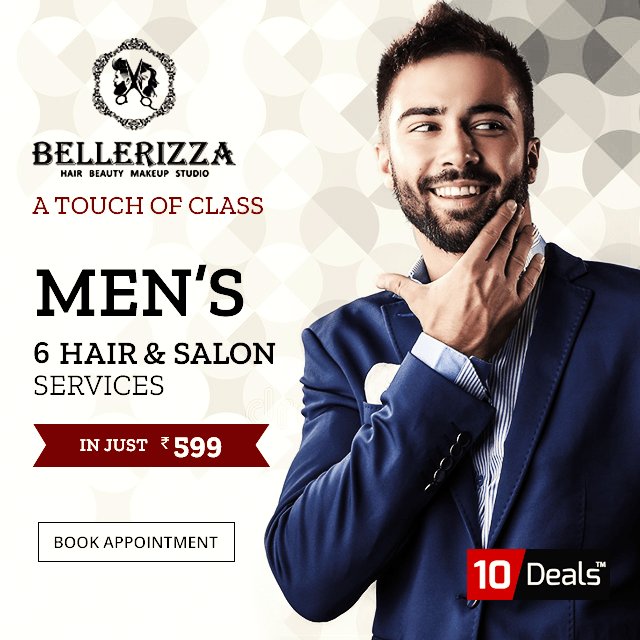 BELLERIZZA
HAIR BEAUTY MAKEUP STUDIO
A TOUCH OF CLASS
MEN'S
6 HAIR & SALON
SERVICES
IN JUST ₹ 599
BOOK APPOINTMENT
10 Deals™